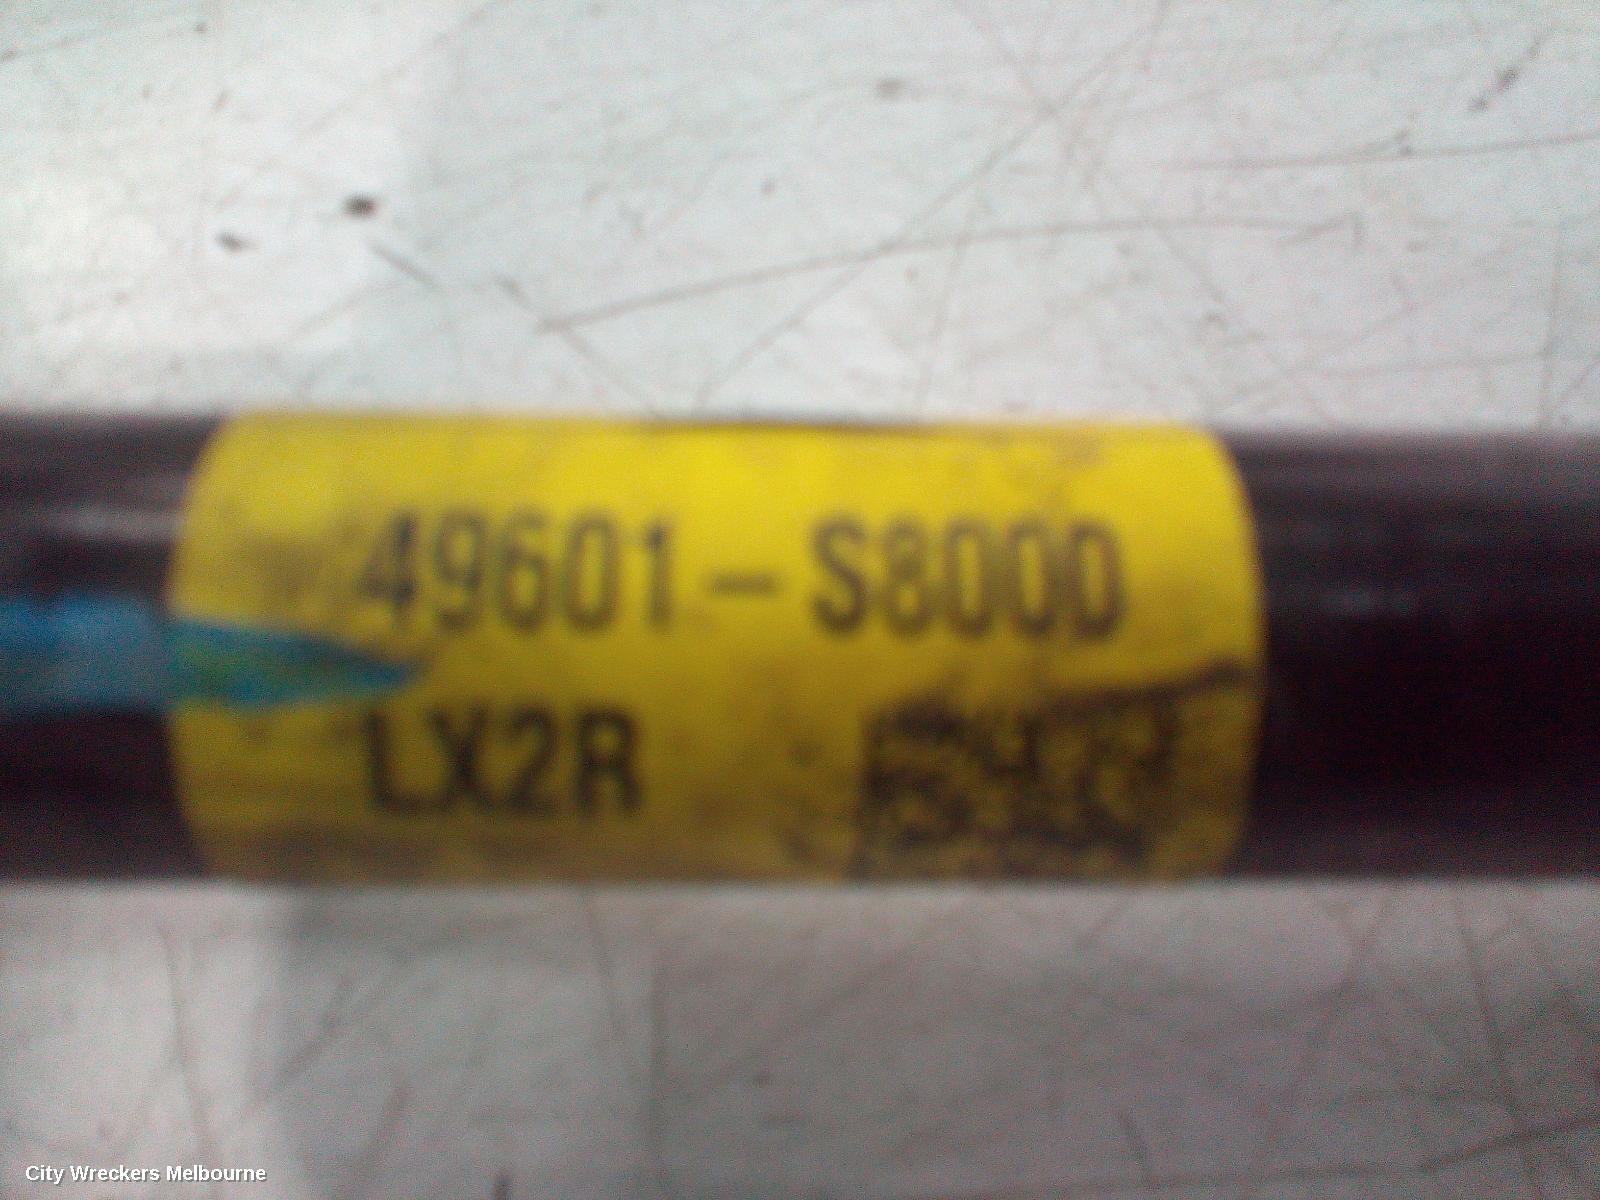 49601-S8000
LX2R
City Wreckers Melbourne